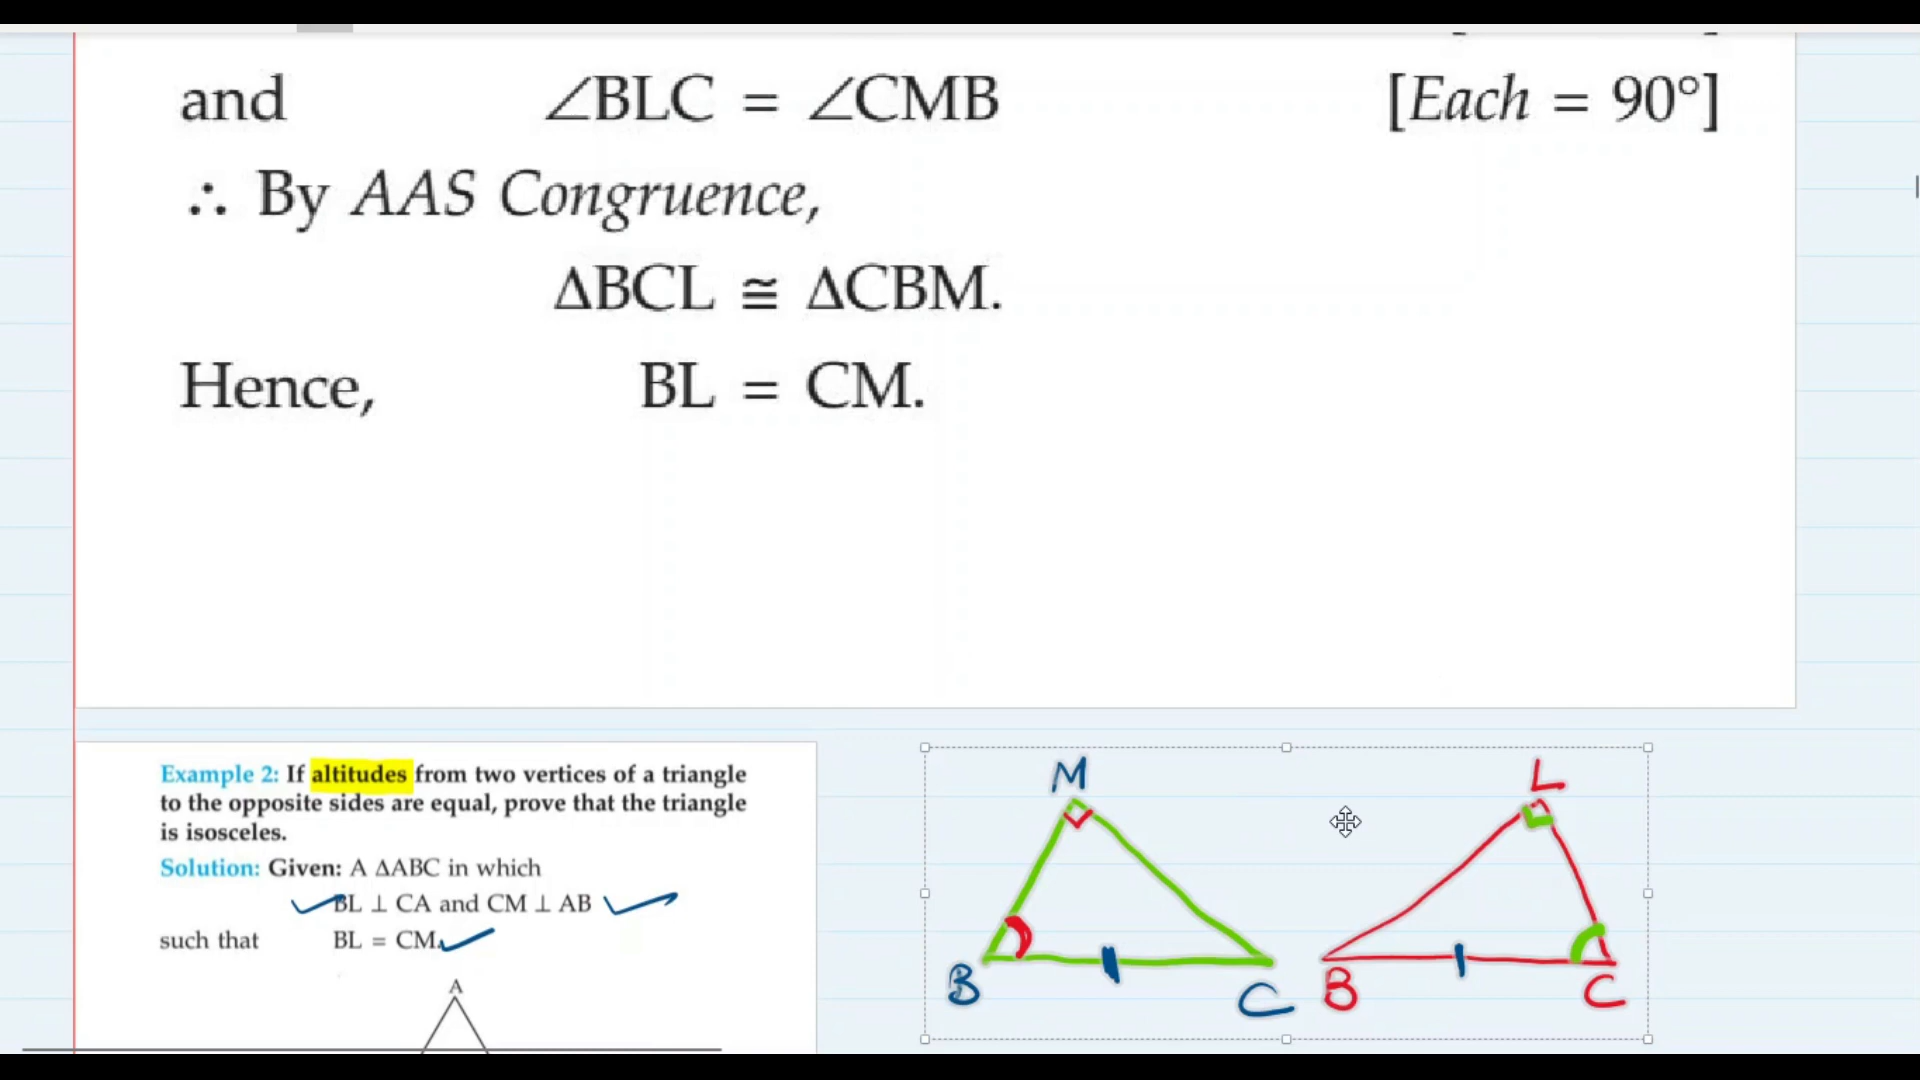 and ∠BLC = ∠CMB [Each = 90°]
∴ By AAS Congruence,
ΔBCL ≅ ΔCBM.
Hence, BL = CM.
Example 2: If altitudes from two vertices of a triangle
to the opposite sides are equal, prove that the triangle
is isosceles.
Solution: Given: A ΔABC in which
BL ⊥ CA and CM ⊥ AB
such that BL = CM.
A
M
B C
L
B C